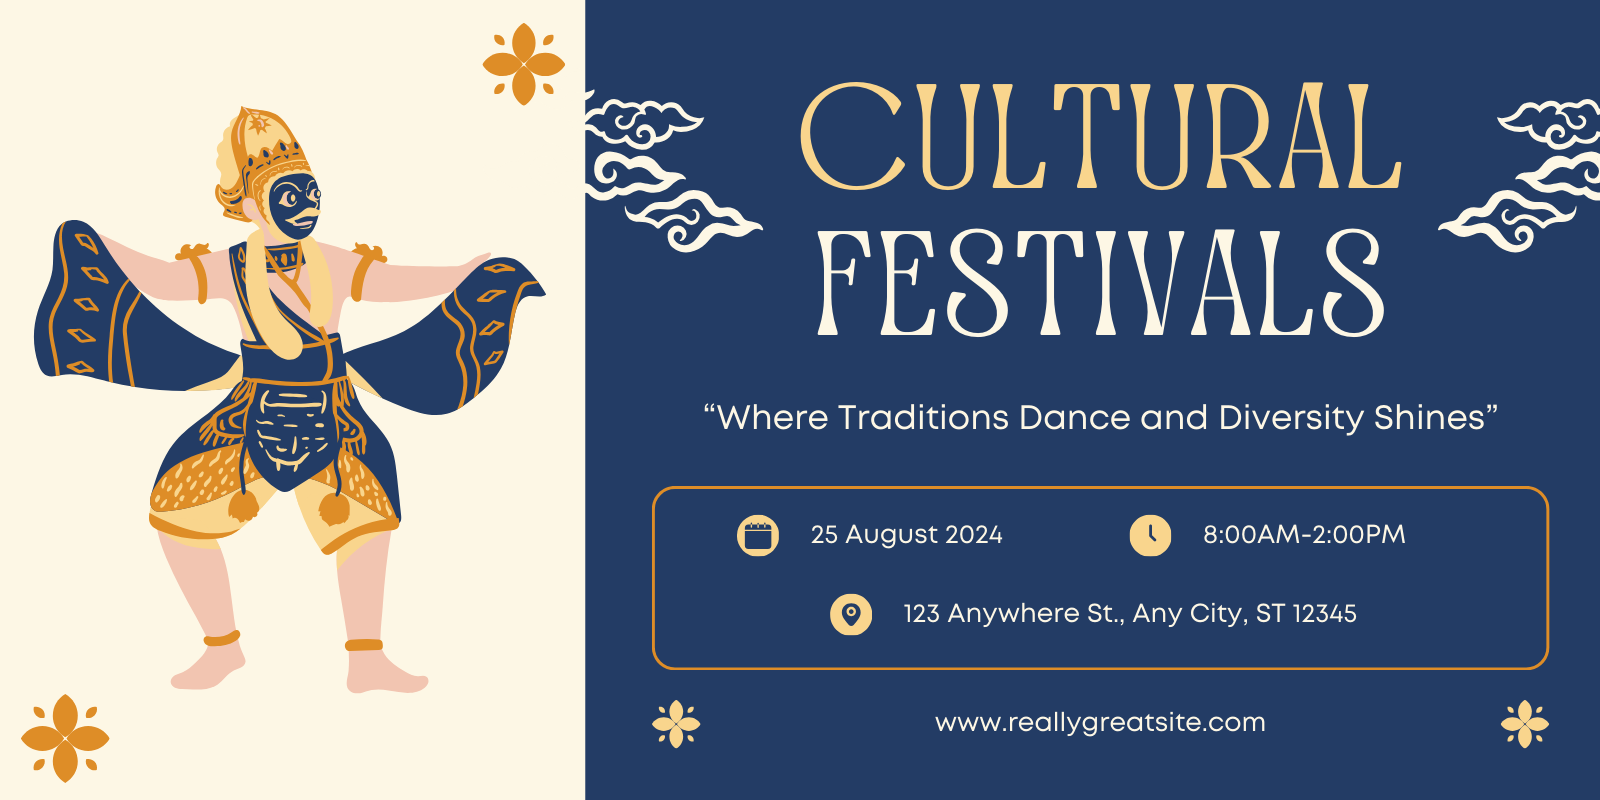 CULTURAL
FESTIVALS
“Where Traditions Dance and Diversity Shines”
25 August 2024
8:00AM-2:00PM
123 Anywhere St., Any City, ST 12345
www.reallygreatsite.com